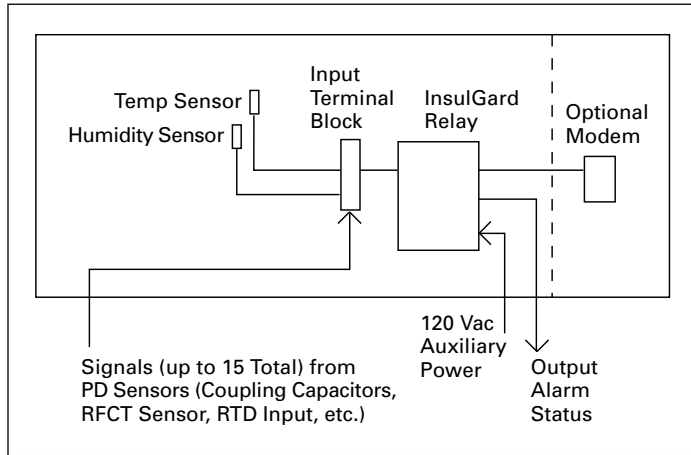 Temp Sensor
Humidity Sensor
Input
Terminal
Block
InsulGard
Relay
Optional
Modem
Signals (up to 15 Total) from
PD Sensors (Coupling Capacitors,
RFCT Sensor, RTD Input, etc.)
120 Vac
Auxiliary
Power
Output
Alarm
Status